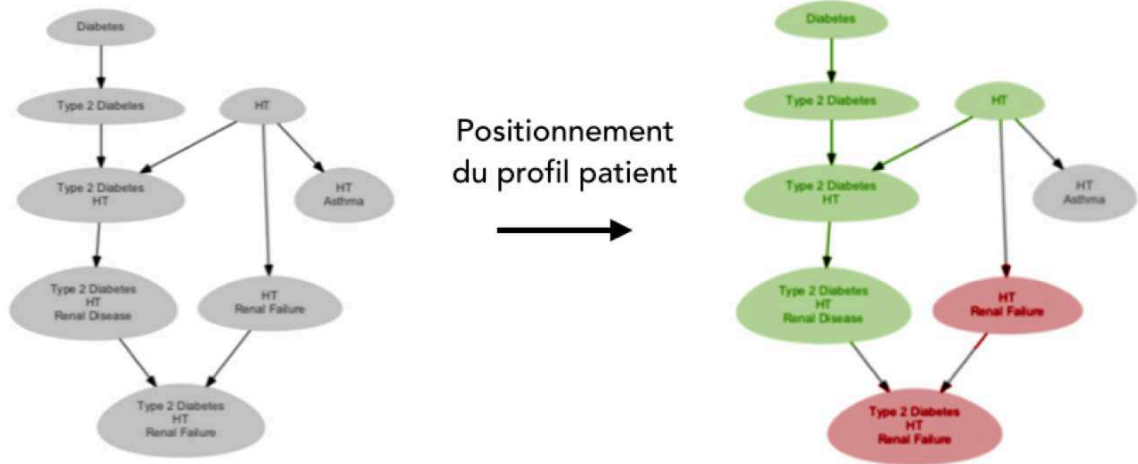 Diabetes
Type 2 Diabetes
HT
Type 2 Diabetes
HT
HT
Asthma
Type 2 Diabetes
HT
Renal Disease
HT
Renal Failure
Type 2 Diabetes
HT
Renal Failure
Positionnement
du profil patient
Diabetes
Type 2 Diabetes
HT
Type 2 Diabetes
HT
HT
Asthma
Type 2 Diabetes
HT
Renal Disease
HT
Renal Failure
Type 2 Diabetes
HT
Renal Failure